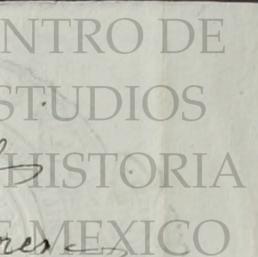 NTRO DE
STUDIOS
HISTORIA
E MEXICO